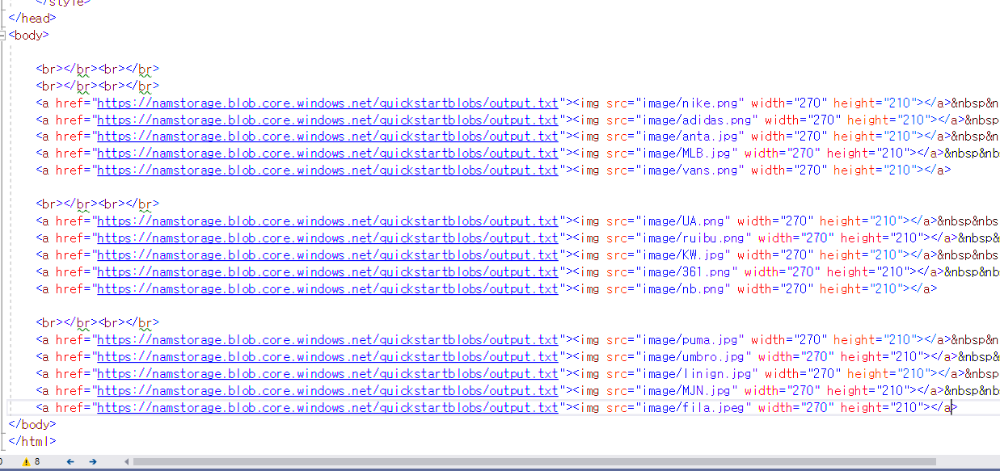 </style>
</head>
<body>
<br></br><br></br>
<br></br><br></br>
<a href="https://namstorage.blob.core.windows.net/quickstartblobs/output.txt"><img src="image/nike.png" width="270" height="210"></a>&nbsp&n
<a href="https://namstorage.blob.core.windows.net/quickstartblobs/output.txt"><img src="image/adidas.png" width="270" height="210"></a>&nbsp
<a href="https://namstorage.blob.core.windows.net/quickstartblobs/output.txt"><img src="image/anta.jpg" width="270" height="210"></a>&nbsp&n
<a href="https://namstorage.blob.core.windows.net/quickstartblobs/output.txt"><img src="image/MLB.jpg" width="270" height="210"></a>&nbsp&nb
<a href="https://namstorage.blob.core.windows.net/quickstartblobs/output.txt"><img src="image/vans.png" width="270" height="210"></a>
<br></br><br></br>
<a href="https://namstorage.blob.core.windows.net/quickstartblobs/output.txt"><img src="image/UA.png" width="270" height="210"></a>&nbsp&nbs
<a href="https://namstorage.blob.core.windows.net/quickstartblobs/output.txt"><img src="image/ruibu.png" width="270" height="210"></a>&nbsp&
<a href="https://namstorage.blob.core.windows.net/quickstartblobs/output.txt"><img src="image/KW.jpg" width="270" height="210"></a>&nbsp&nbs
<a href="https://namstorage.blob.core.windows.net/quickstartblobs/output.txt"><img src="image/361.png" width="270" height="210"></a>&nbsp&nb
<a href="https://namstorage.blob.core.windows.net/quickstartblobs/output.txt"><img src="image/nb.png" width="270" height="210"></a>
<br></br><br></br>
<a href="https://namstorage.blob.core.windows.net/quickstartblobs/output.txt"><img src="image/puma.jpg" width="270" height="210"></a>&nbsp&n
<a href="https://namstorage.blob.core.windows.net/quickstartblobs/output.txt"><img src="image/umbro.jpg" width="270" height="210"></a>&nbsp&
<a href="https://namstorage.blob.core.windows.net/quickstartblobs/output.txt"><img src="image/linign.jpg" width="270" height="210"></a>&nbsp
<a href="https://namstorage.blob.core.windows.net/quickstartblobs/output.txt"><img src="image/MJN.jpg" width="270" height="210"></a>&nbsp&nb
<a href="https://namstorage.blob.core.windows.net/quickstartblobs/output.txt"><img src="image/fila.jpeg" width="270" height="210"></a>
</body>
</html>
8